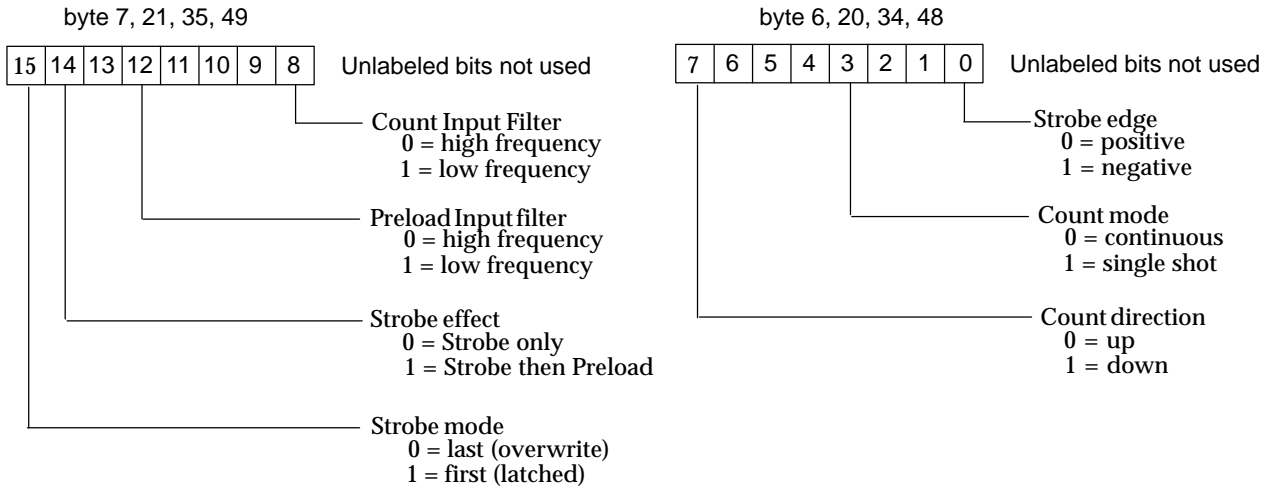 byte 7, 21, 35, 49
15 14 13 12 11 10 9 8 Unlabeled bits not used
Count Input Filter
0 = high frequency
1 = low frequency
Preload Input filter
0 = high frequency
1 = low frequency
Strobe effect
0 = Strobe only
1 = Strobe then Preload
Strobe mode
0 = last (overwrite)
1 = first (latched)
byte 6, 20, 34, 48
7 6 5 4 3 2 1 0 Unlabeled bits not used
Strobe edge
0 = positive
1 = negative
Count mode
0 = continuous
1 = single shot
Count direction
0 = up
1 = down